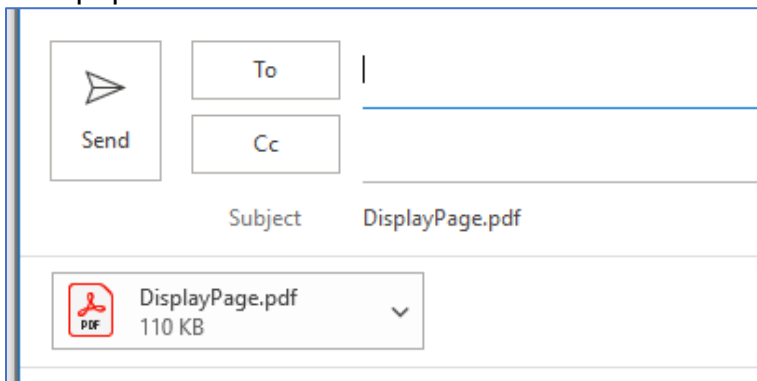 To
Send
Cc
Subject DisplayPage.pdf
DisplayPage.pdf
PDF
110 KB